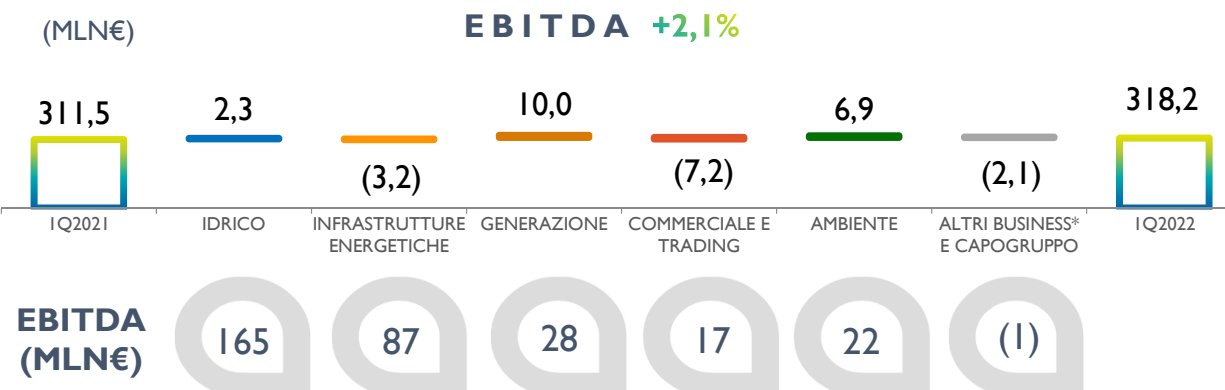 (MLN€)
EBITDA +2,1%
311,5
2,3
(3,2)
10,0
(7,2)
6,9
(2,1)
318,2
1Q2021
IDRICO
INFRASTRUTTURE
ENERGETICHE
GENERAZIONE
COMMERCIALE E
TRADING
AMBIENTE
ALTRI BUSINESS*
E CAPOGRUPPO
1Q2022
EBITDA
(MLN€)
165
87
28
17
22
(1)